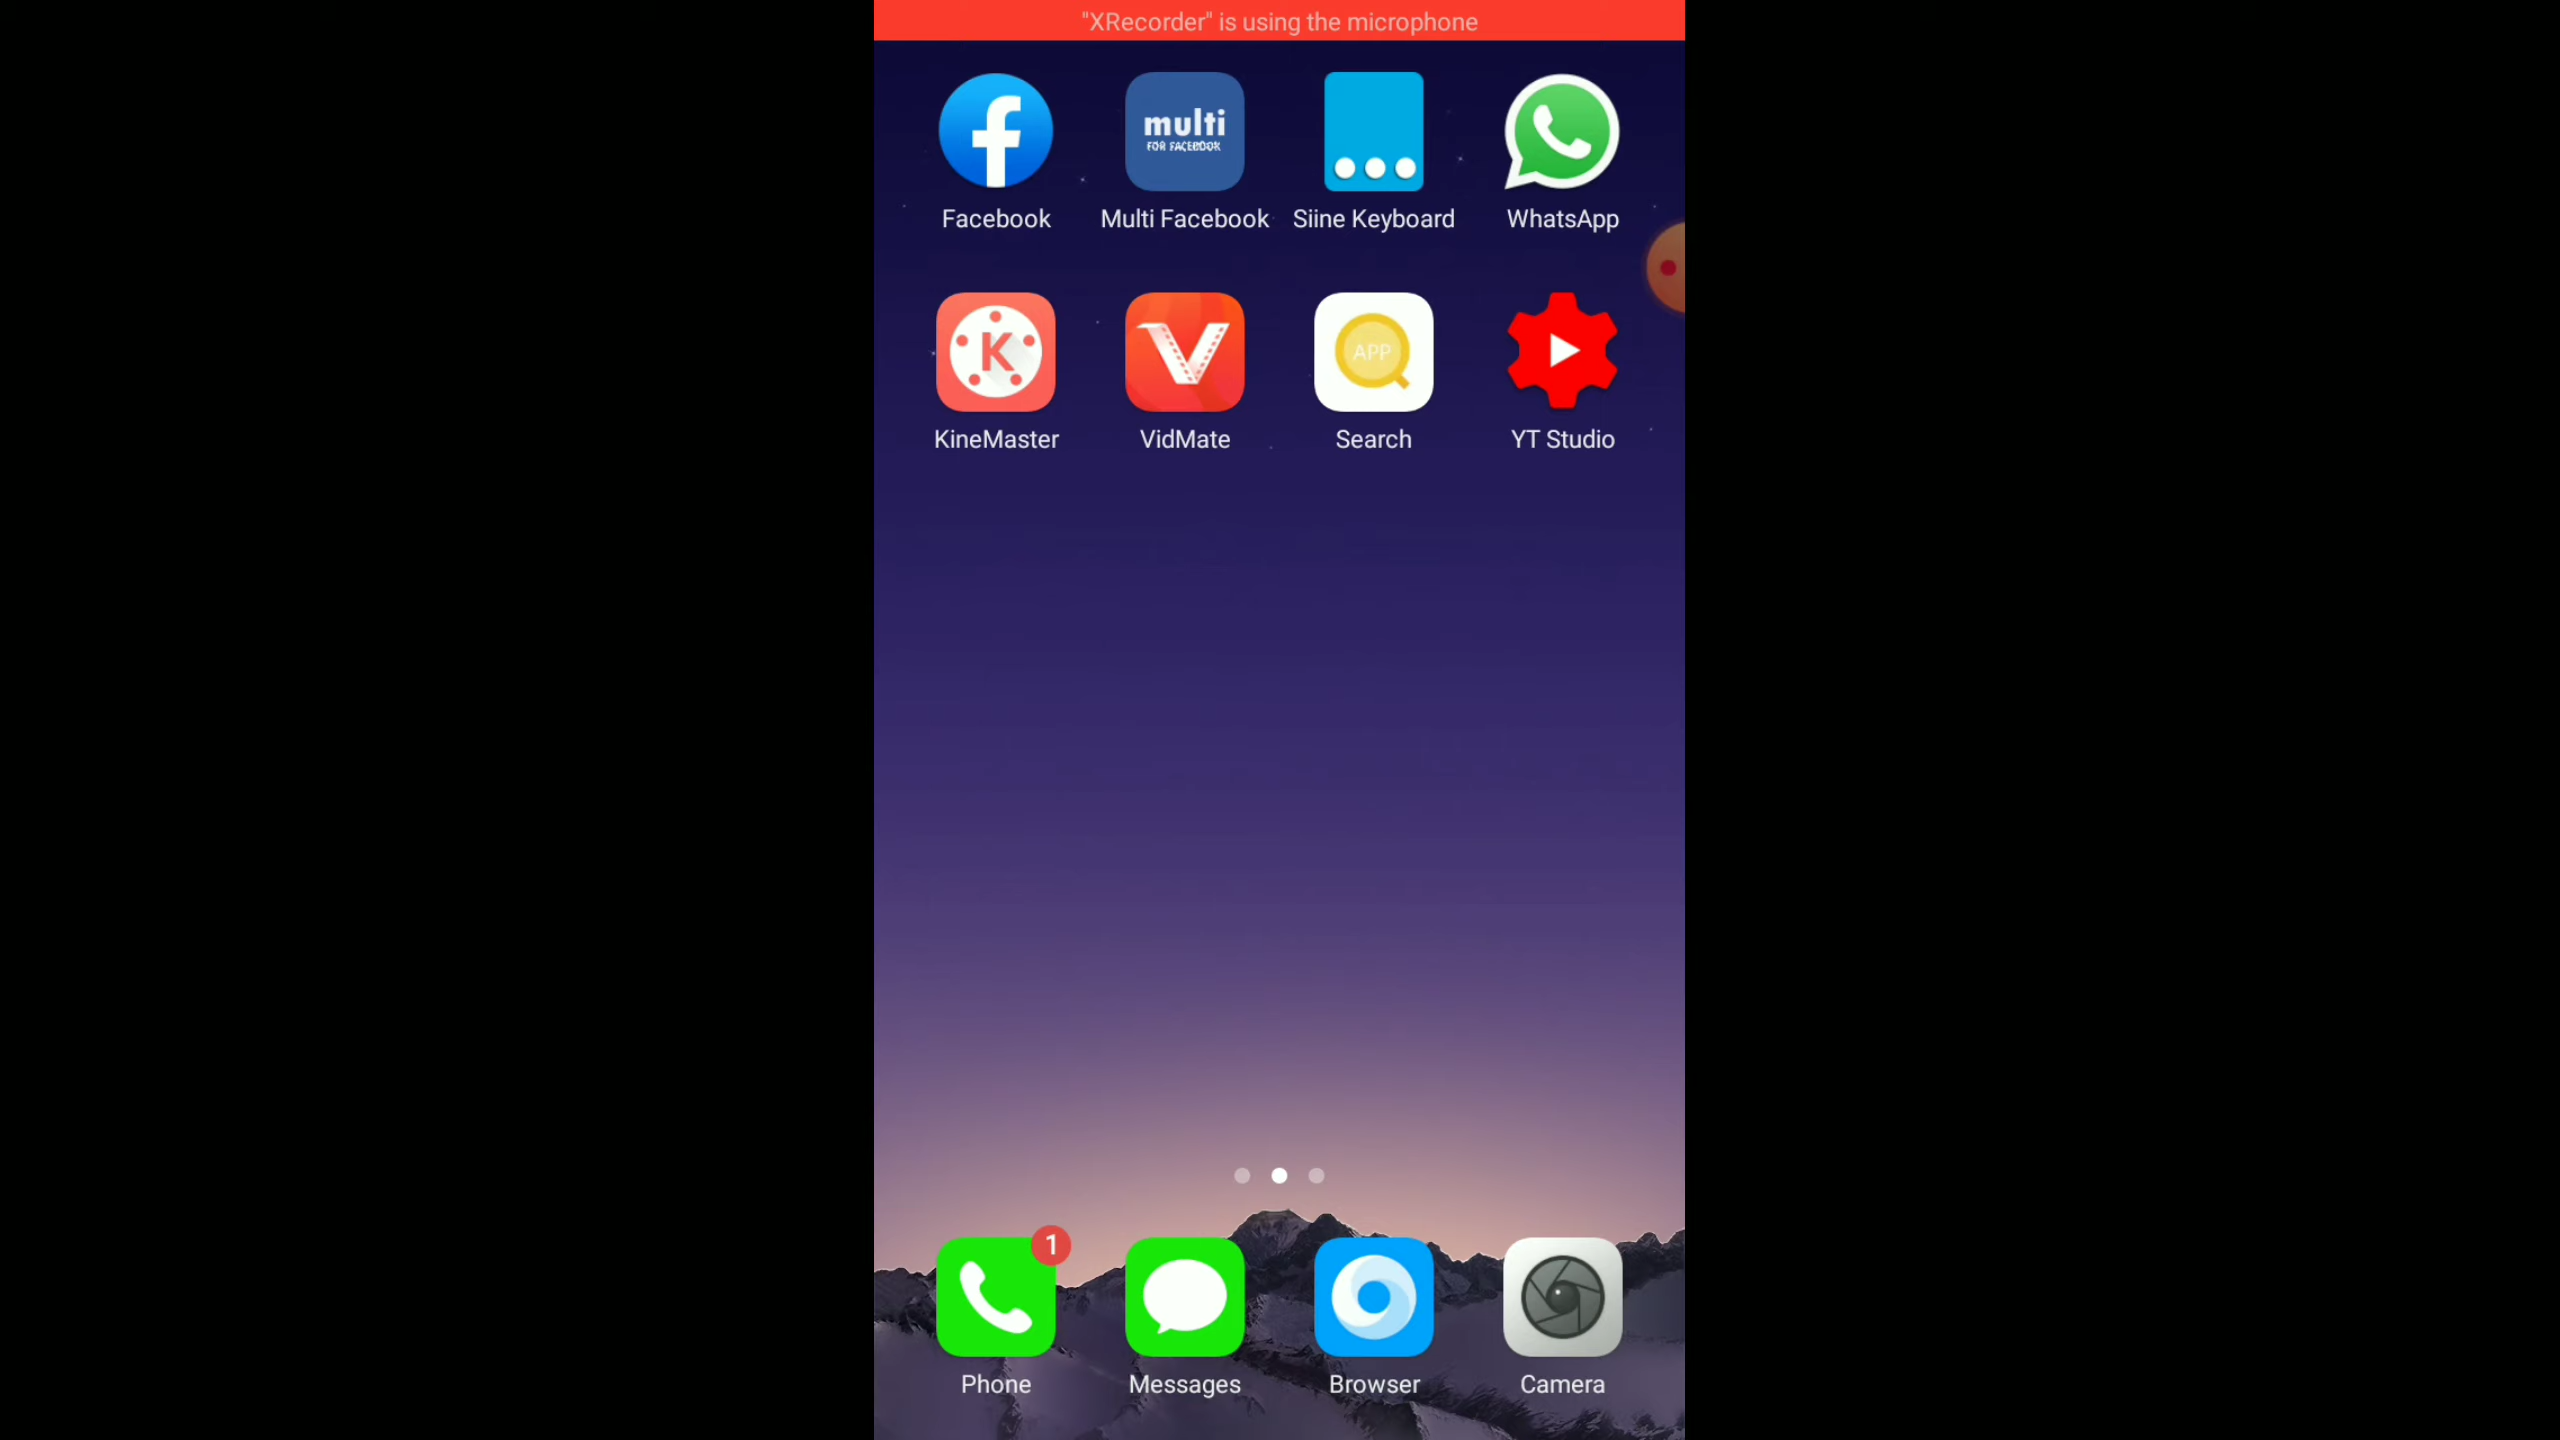 "XRecorder" is using the microphone
multi
FOR FACEBOOK
Facebook
Multi Facebook
Siine Keyboard
WhatsApp
K
APP
KineMaster
VidMate
Search
YT Studio
1
Phone
Messages
Browser
Camera